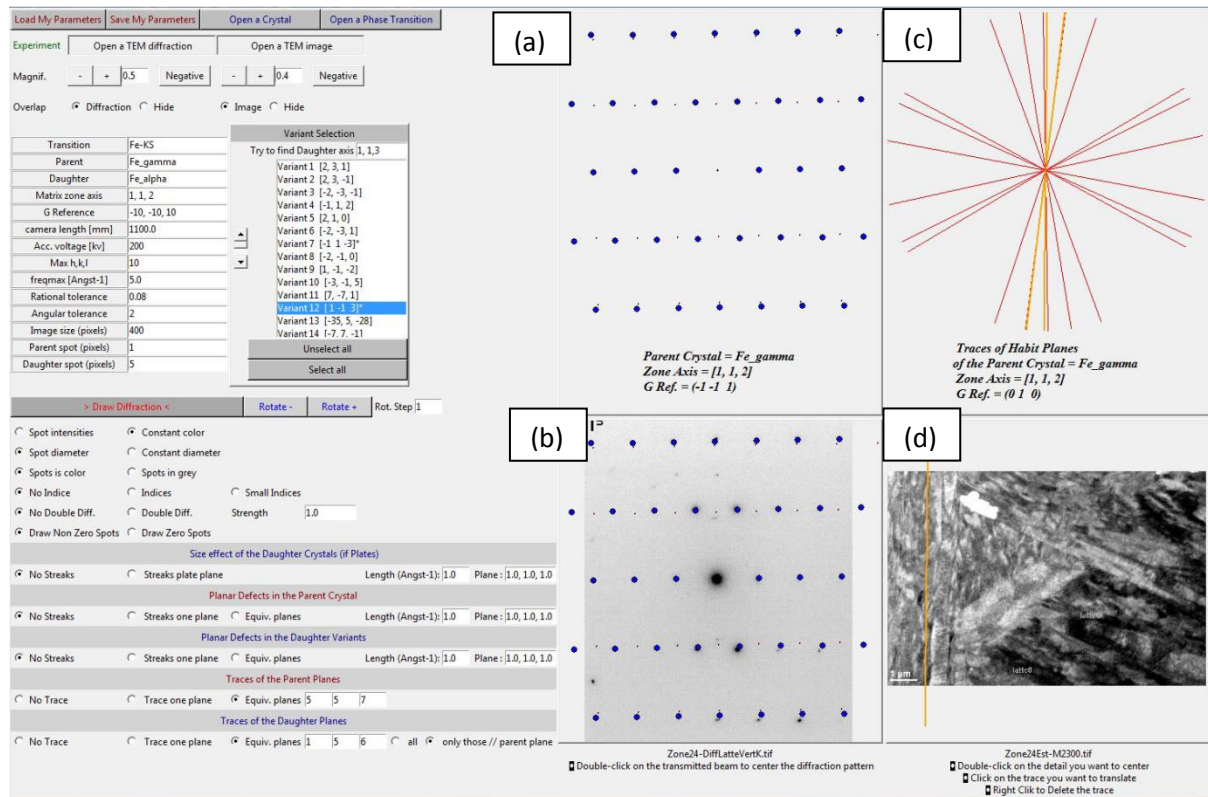 Load My Parameters Save My Parameters Open a Crystal Open a Phase Transition
Experiment Open a TEM diffraction Open a TEM image
Magnif. - + 0.5 Negative - + 0.4 Negative
Overlap Diffraction Hide Image Hide
Transition Fe-KS
Parent Fe_gamma
Daughter Fe_alpha
Matrix zone axis 1, 1, 2
G Reference -10, -10, 10
camera length [mm] 1100.0
Acc. voltage [kv] 200
Max h,k,l 10
freqmax [Angst-1] 5.0
Rational tolerance 0.08
Angular tolerance 2
Image size (pixels) 400
Parent spot (pixels) 1
Daughter spot (pixels) 5
Variant Selection
Try to find Daughter axis 1, 1,3
Variant 1 [2, 3, 1]
Variant 2 [2, 3, -1]
Variant 3 [-2, -3, -1]
Variant 4 [-1, 1, 2]
Variant 5 [2, 1, 0]
Variant 6 [-2, -3, 1]
Variant 7 [-1 1 -3]*
Variant 8 [-2, -1, 0]
Variant 9 [1, -1, -2]
Variant 10 [-3, -1, 5]
Variant 11 [7, -7, 1]
Variant 12 [ 1 -1 3]*
Variant 13 [-35, 5, -28]
Variant 14 [-7, 7, -1]
Unselect all
Select all
> Draw Diffraction < Rotate - Rotate + Rot. Step 1
Spot intensities Constant color
Spot diameter Constant diameter
Spots is color Spots in grey
No Indice Indices Small Indices
No Double Diff. Double Diff. Strength 1.0
Draw Non Zero Spots Draw Zero Spots
Size effect of the Daughter Crystals (if Plates)
No Streaks Streaks plate plane Length (Angst-1): 1.0 Plane : 1.0, 1.0, 1.0
Planar Defects in the Parent Crystal
No Streaks Streaks one plane Equiv. planes Length (Angst-1): 1.0 Plane : 1.0, 1.0, 1.0
Planar Defects in the Daughter Variants
No Streaks Streaks one plane Equiv. planes Length (Angst-1): 1.0 Plane : 1.0, 1.0, 1.0
Traces of the Parent Planes
No Trace Trace one plane Equiv. planes 5 5 7
Traces of the Daughter Planes
No Trace Trace one plane Equiv. planes 1 5 6 all only those // parent plane
(a)
Parent Crystal = Fe_gamma
Zone Axis = [1, 1, 2]
G Ref. = (-1 -1 1)
(c)
Traces of Habit Planes
of the Parent Crystal = Fe_gamma
Zone Axis = [1, 1, 2]
G Ref. = (0 1 0)
(b)
Zone24-DiffLatteVertK.tif
Double-click on the transmitted beam to center the diffraction pattern
(d)
latte0
1 µm
Zone24Est-M2300.tif
Double-click on the detail you want to center
Click on the trace you want to translate
Right Clik to Delete the trace